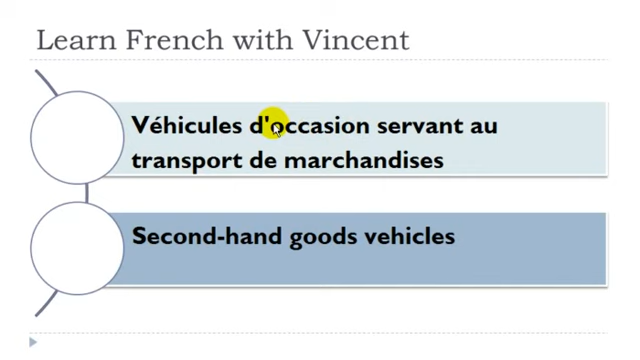 Learn French with Vincent
Véhicules d'occasion servant au
transport de marchandises
Second-hand goods vehicles